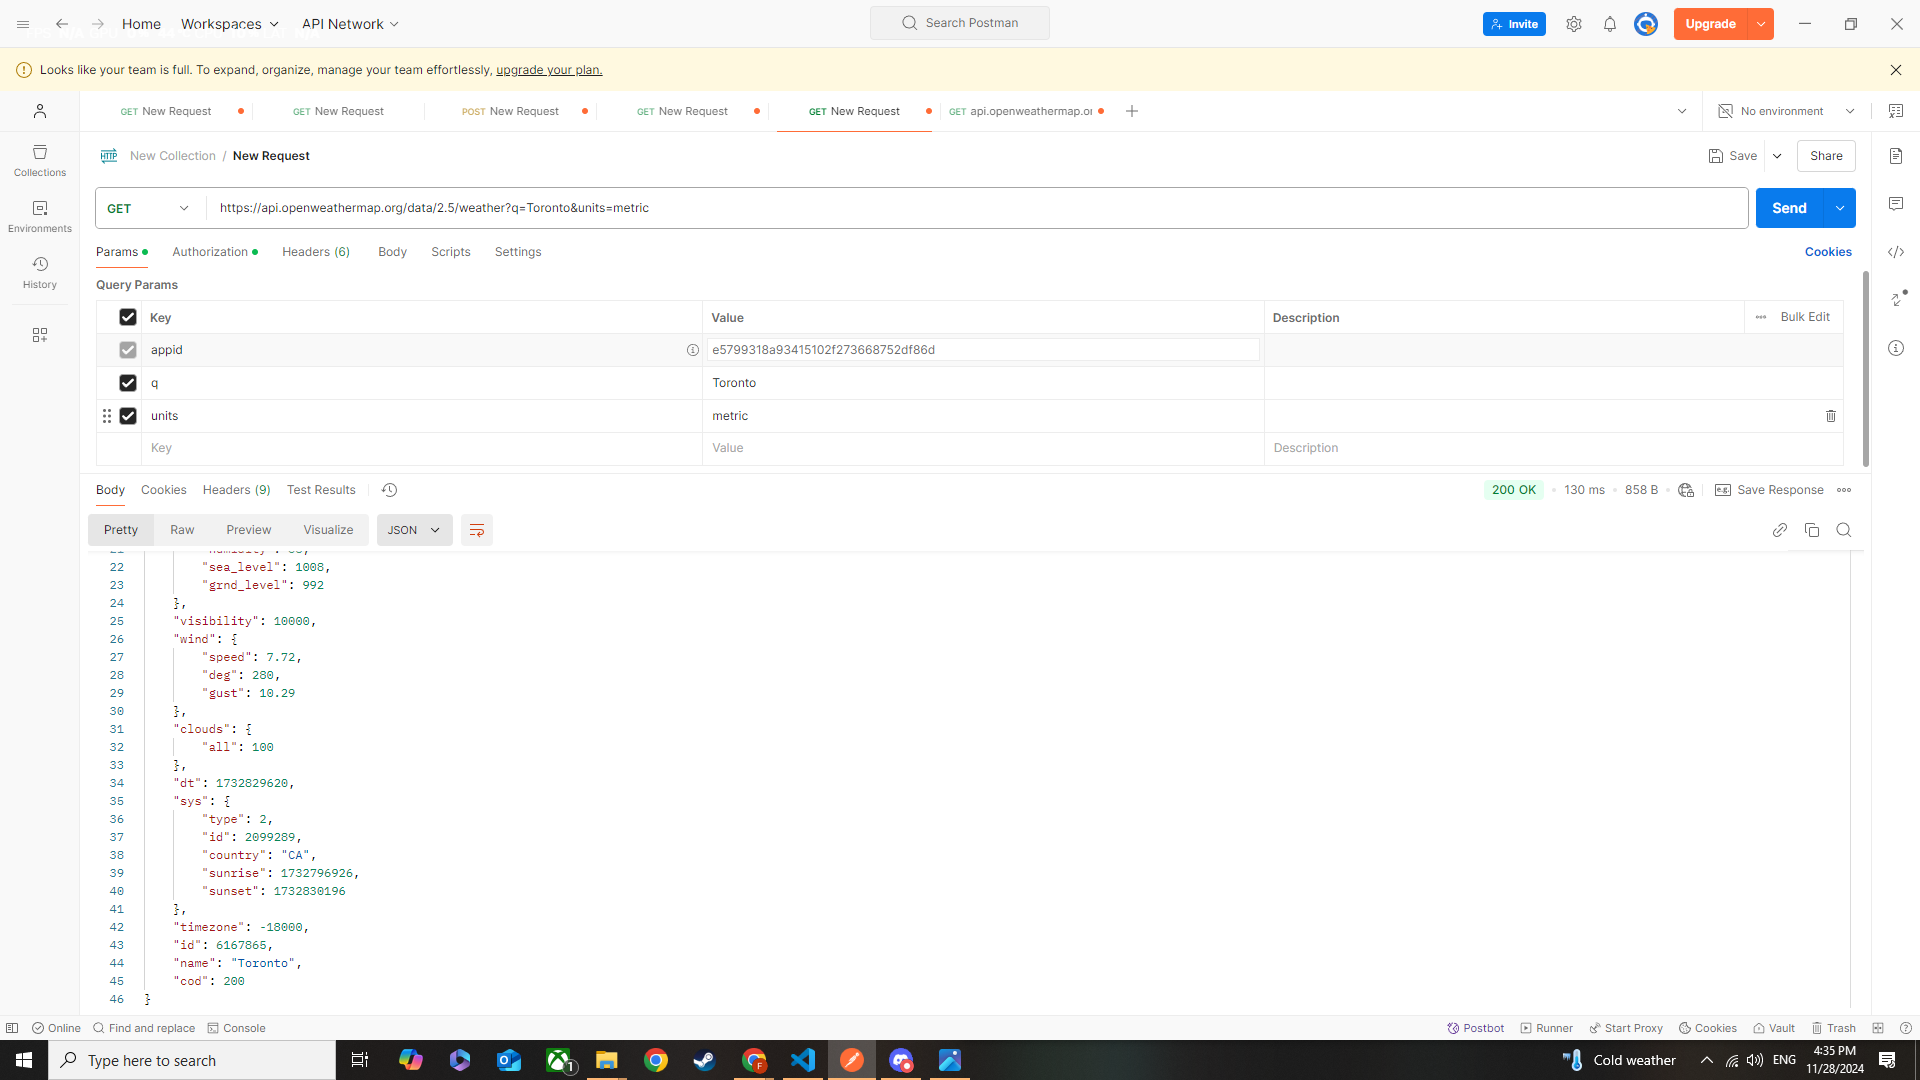 Home Workspaces API Network Search Postman Invite Upgrade
Looks like your team is full. To expand, organize, manage your team effortlessly, upgrade your plan.
GET New Request GET New Request POST New Request GET New Request GET New Request GET api.openweathermap.or No environment
HTTP New Collection / New Request Save Share
Collections
GET https://api.openweathermap.org/data/2.5/weather?q=Toronto&units=metric Send
Environments
Params Authorization Headers (6) Body Scripts Settings Cookies
History
Query Params
Key Value Description Bulk Edit
appid e5799318a93415102f273668752df86d
q Toronto
units metric
Key Value Description
Body Cookies Headers (9) Test Results 200 OK 130 ms 858 B e.g. Save Response
Pretty Raw Preview Visualize JSON
22 "sea_level": 1008,
23 "grnd_level": 992
24 },
25 "visibility": 10000,
26 "wind": {
27 "speed": 7.72,
28 "deg": 280,
29 "gust": 10.29
30 },
31 "clouds": {
32 "all": 100
33 },
34 "dt": 1732829620,
35 "sys": {
36 "type": 2,
37 "id": 2099289,
38 "country": "CA",
39 "sunrise": 1732796926,
40 "sunset": 1732830196
41 },
42 "timezone": -18000,
43 "id": 6167865,
44 "name": "Toronto",
45 "cod": 200
46 }
Online Find and replace Console Postbot Runner Start Proxy Cookies Vault Trash
Type here to search 1 Cold weather ENG 4:35 PM
11/28/2024